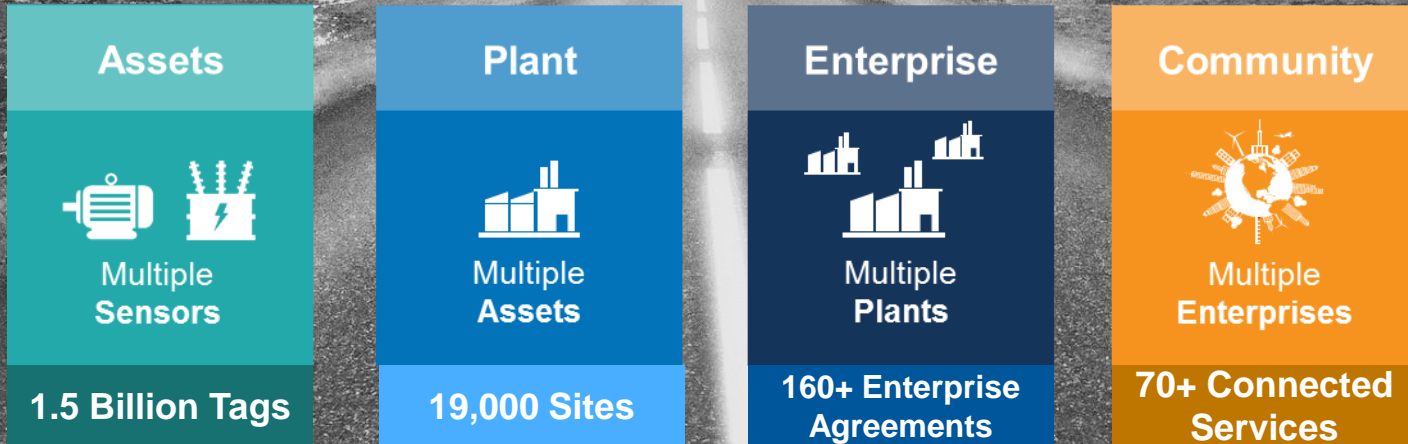 Assets
Multiple
Sensors
1.5 Billion Tags
Plant
Multiple
Assets
19,000 Sites
Enterprise
Multiple
Plants
160+ Enterprise
Agreements
Community
Multiple
Enterprises
70+ Connected
Services